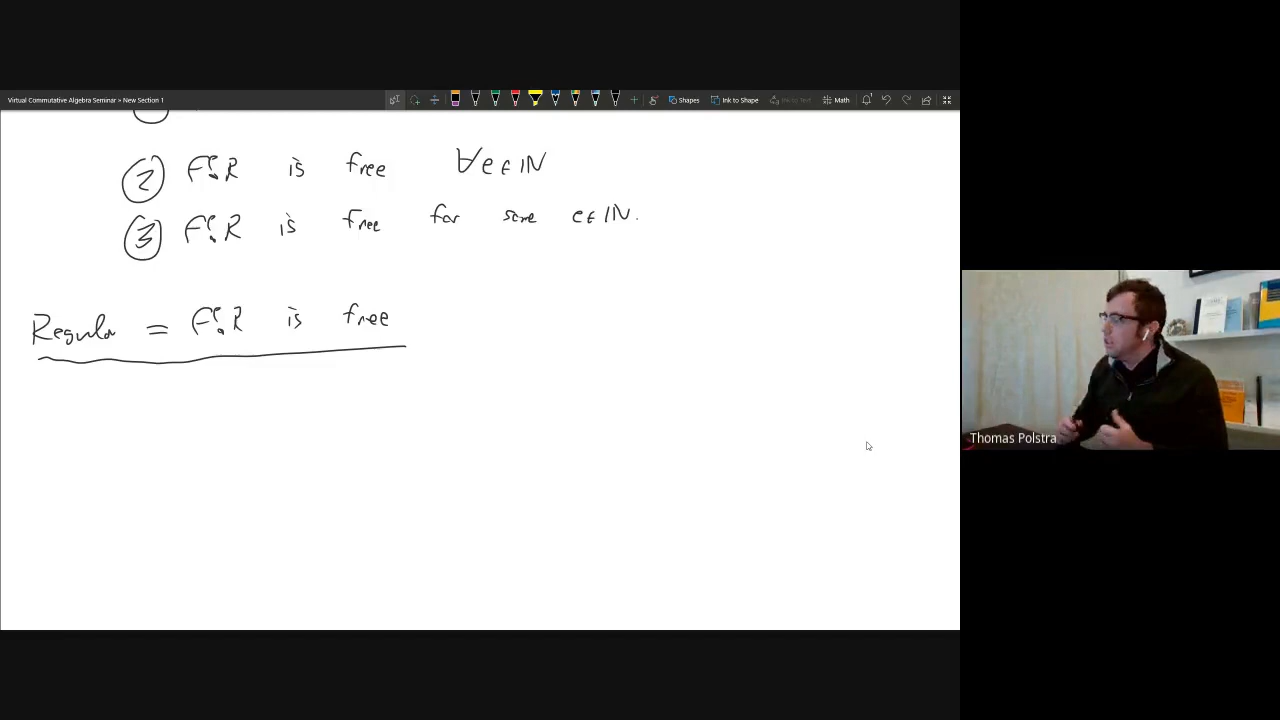 Virtual Commutative Algebra Seminar > New Section 1
Shapes
Ink to Shape
Math
② F^e_*R is free ∀e∈ℕ
③ F^e_*R is free for some e∈ℕ.
Regular = F^e_*R is free
Thomas Polstra